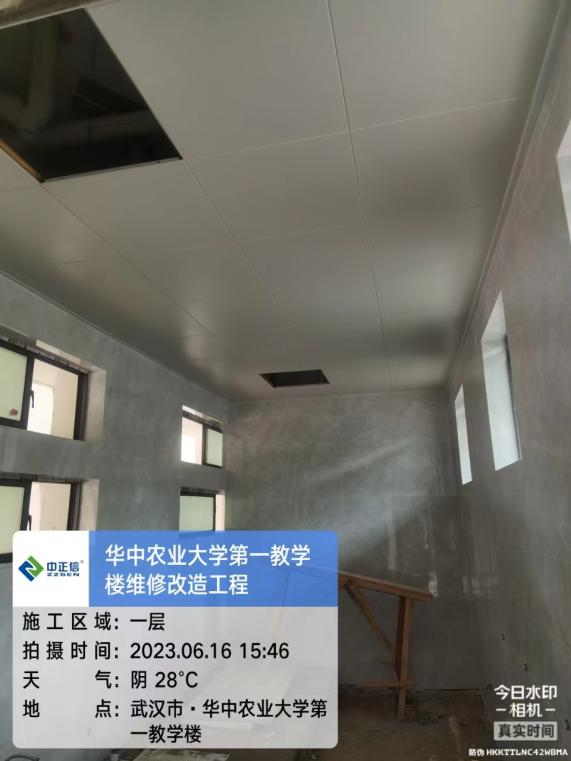 中正信®
ZZSEN
华中农业大学第一教学
楼维修改造工程
施工区域：一层
拍摄时间：2023.06.16 15:46
天气：阴 28℃
地点：武汉市·华中农业大学第
一教学楼
今日水印
相机
真实时间
防伪 HKKTTLNC42WBMA